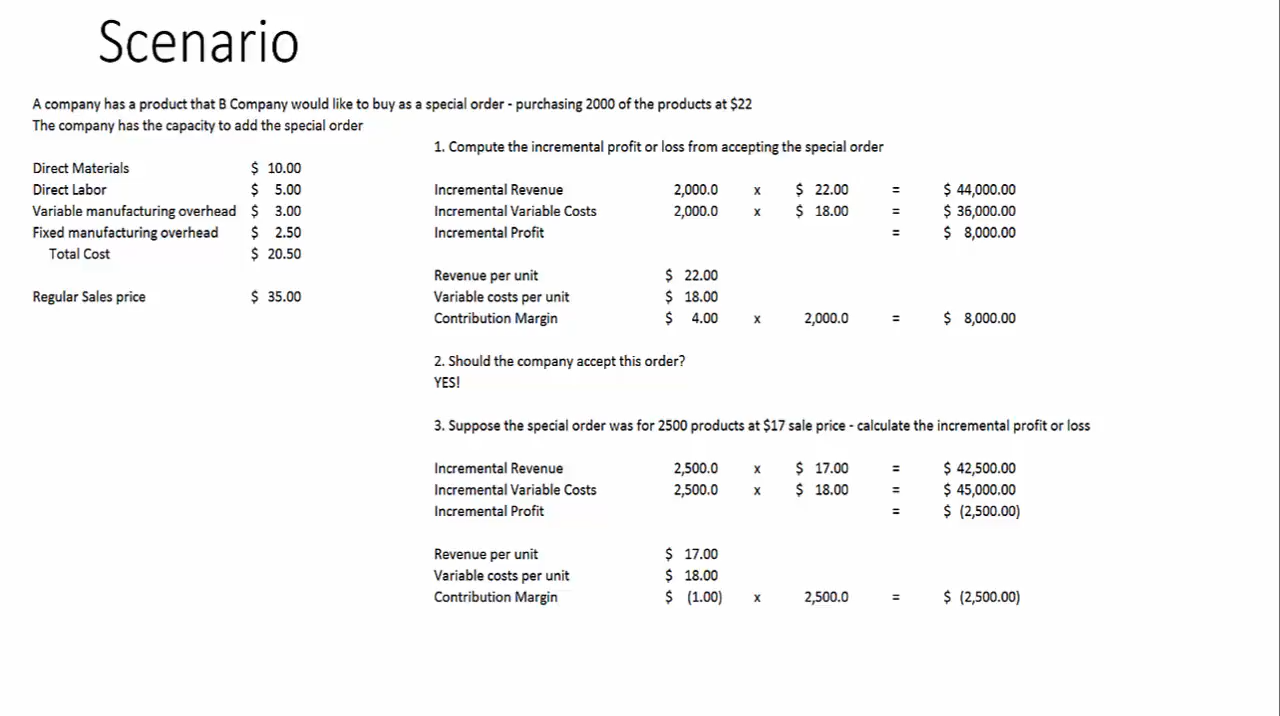 Scenario
A company has a product that B Company would like to buy as a special order - purchasing 2000 of the products at $22
The company has the capacity to add the special order
Direct Materials $ 10.00
Direct Labor $ 5.00
Variable manufacturing overhead $ 3.00
Fixed manufacturing overhead $ 2.50
Total Cost $ 20.50
Regular Sales price $ 35.00
1. Compute the incremental profit or loss from accepting the special order
Incremental Revenue 2,000.0 x $ 22.00 = $ 44,000.00
Incremental Variable Costs 2,000.0 x $ 18.00 = $ 36,000.00
Incremental Profit = $ 8,000.00
Revenue per unit $ 22.00
Variable costs per unit $ 18.00
Contribution Margin $ 4.00 x 2,000.0 = $ 8,000.00
2. Should the company accept this order?
YES!
3. Suppose the special order was for 2500 products at $17 sale price - calculate the incremental profit or loss
Incremental Revenue 2,500.0 x $ 17.00 = $ 42,500.00
Incremental Variable Costs 2,500.0 x $ 18.00 = $ 45,000.00
Incremental Profit = $ (2,500.00)
Revenue per unit $ 17.00
Variable costs per unit $ 18.00
Contribution Margin $ (1.00) x 2,500.0 = $ (2,500.00)